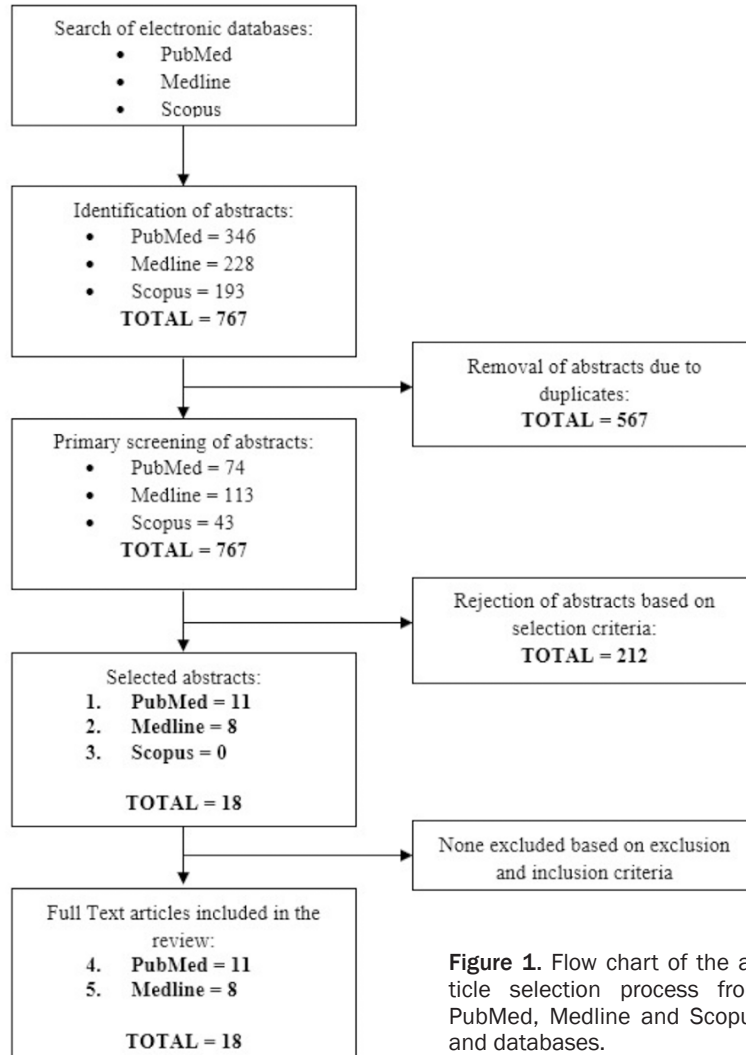 Search of electronic databases:
• PubMed
• Medline
• Scopus
Identification of abstracts:
• PubMed = 346
• Medline = 228
• Scopus = 193
TOTAL = 767
Removal of abstracts due to
duplicates:
TOTAL = 567
Primary screening of abstracts:
• PubMed = 74
• Medline = 113
• Scopus = 43
TOTAL = 767
Rejection of abstracts based on
selection criteria:
TOTAL = 212
Selected abstracts:
1. PubMed = 11
2. Medline = 8
3. Scopus = 0
TOTAL = 18
None excluded based on exclusion
and inclusion criteria
Full Text articles included in the
review:
4. PubMed = 11
5. Medline = 8
TOTAL = 18
Figure 1. Flow chart of the a
ticle selection process fro
PubMed, Medline and Scopu
and databases.